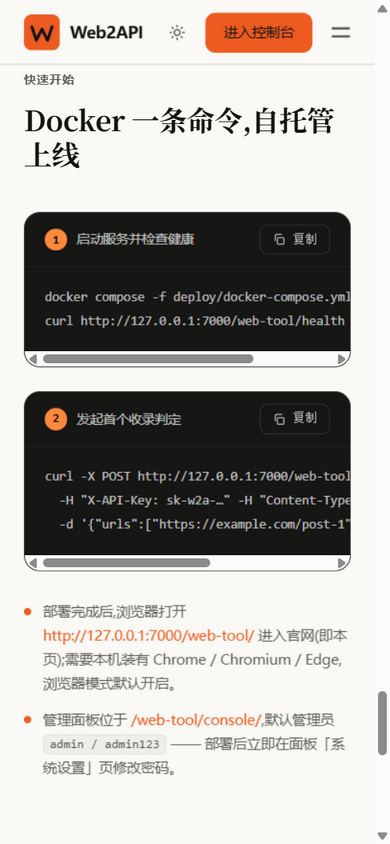 Web2API
进入控制台
快速开始
Docker 一条命令,自托管
上线
1 启动服务并检查健康 复制
docker compose -f deploy/docker-compose.yml
curl http://127.0.0.1:7000/web-tool/health
2 发起首个收录判定 复制
curl -X POST http://127.0.0.1:7000/web-tool
-H "X-API-Key: sk-w2a-…" -H "Content-Type
-d '{"urls":["https://example.com/post-1"
部署完成后,浏览器打开
http://127.0.0.1:7000/web-tool/ 进入官网(即本
页);需要本机装有 Chrome / Chromium / Edge,
浏览器模式默认开启。
管理面板位于 /web-tool/console/,默认管理员
admin / admin123 —— 部署后立即在面板「系
统设置」页修改密码。